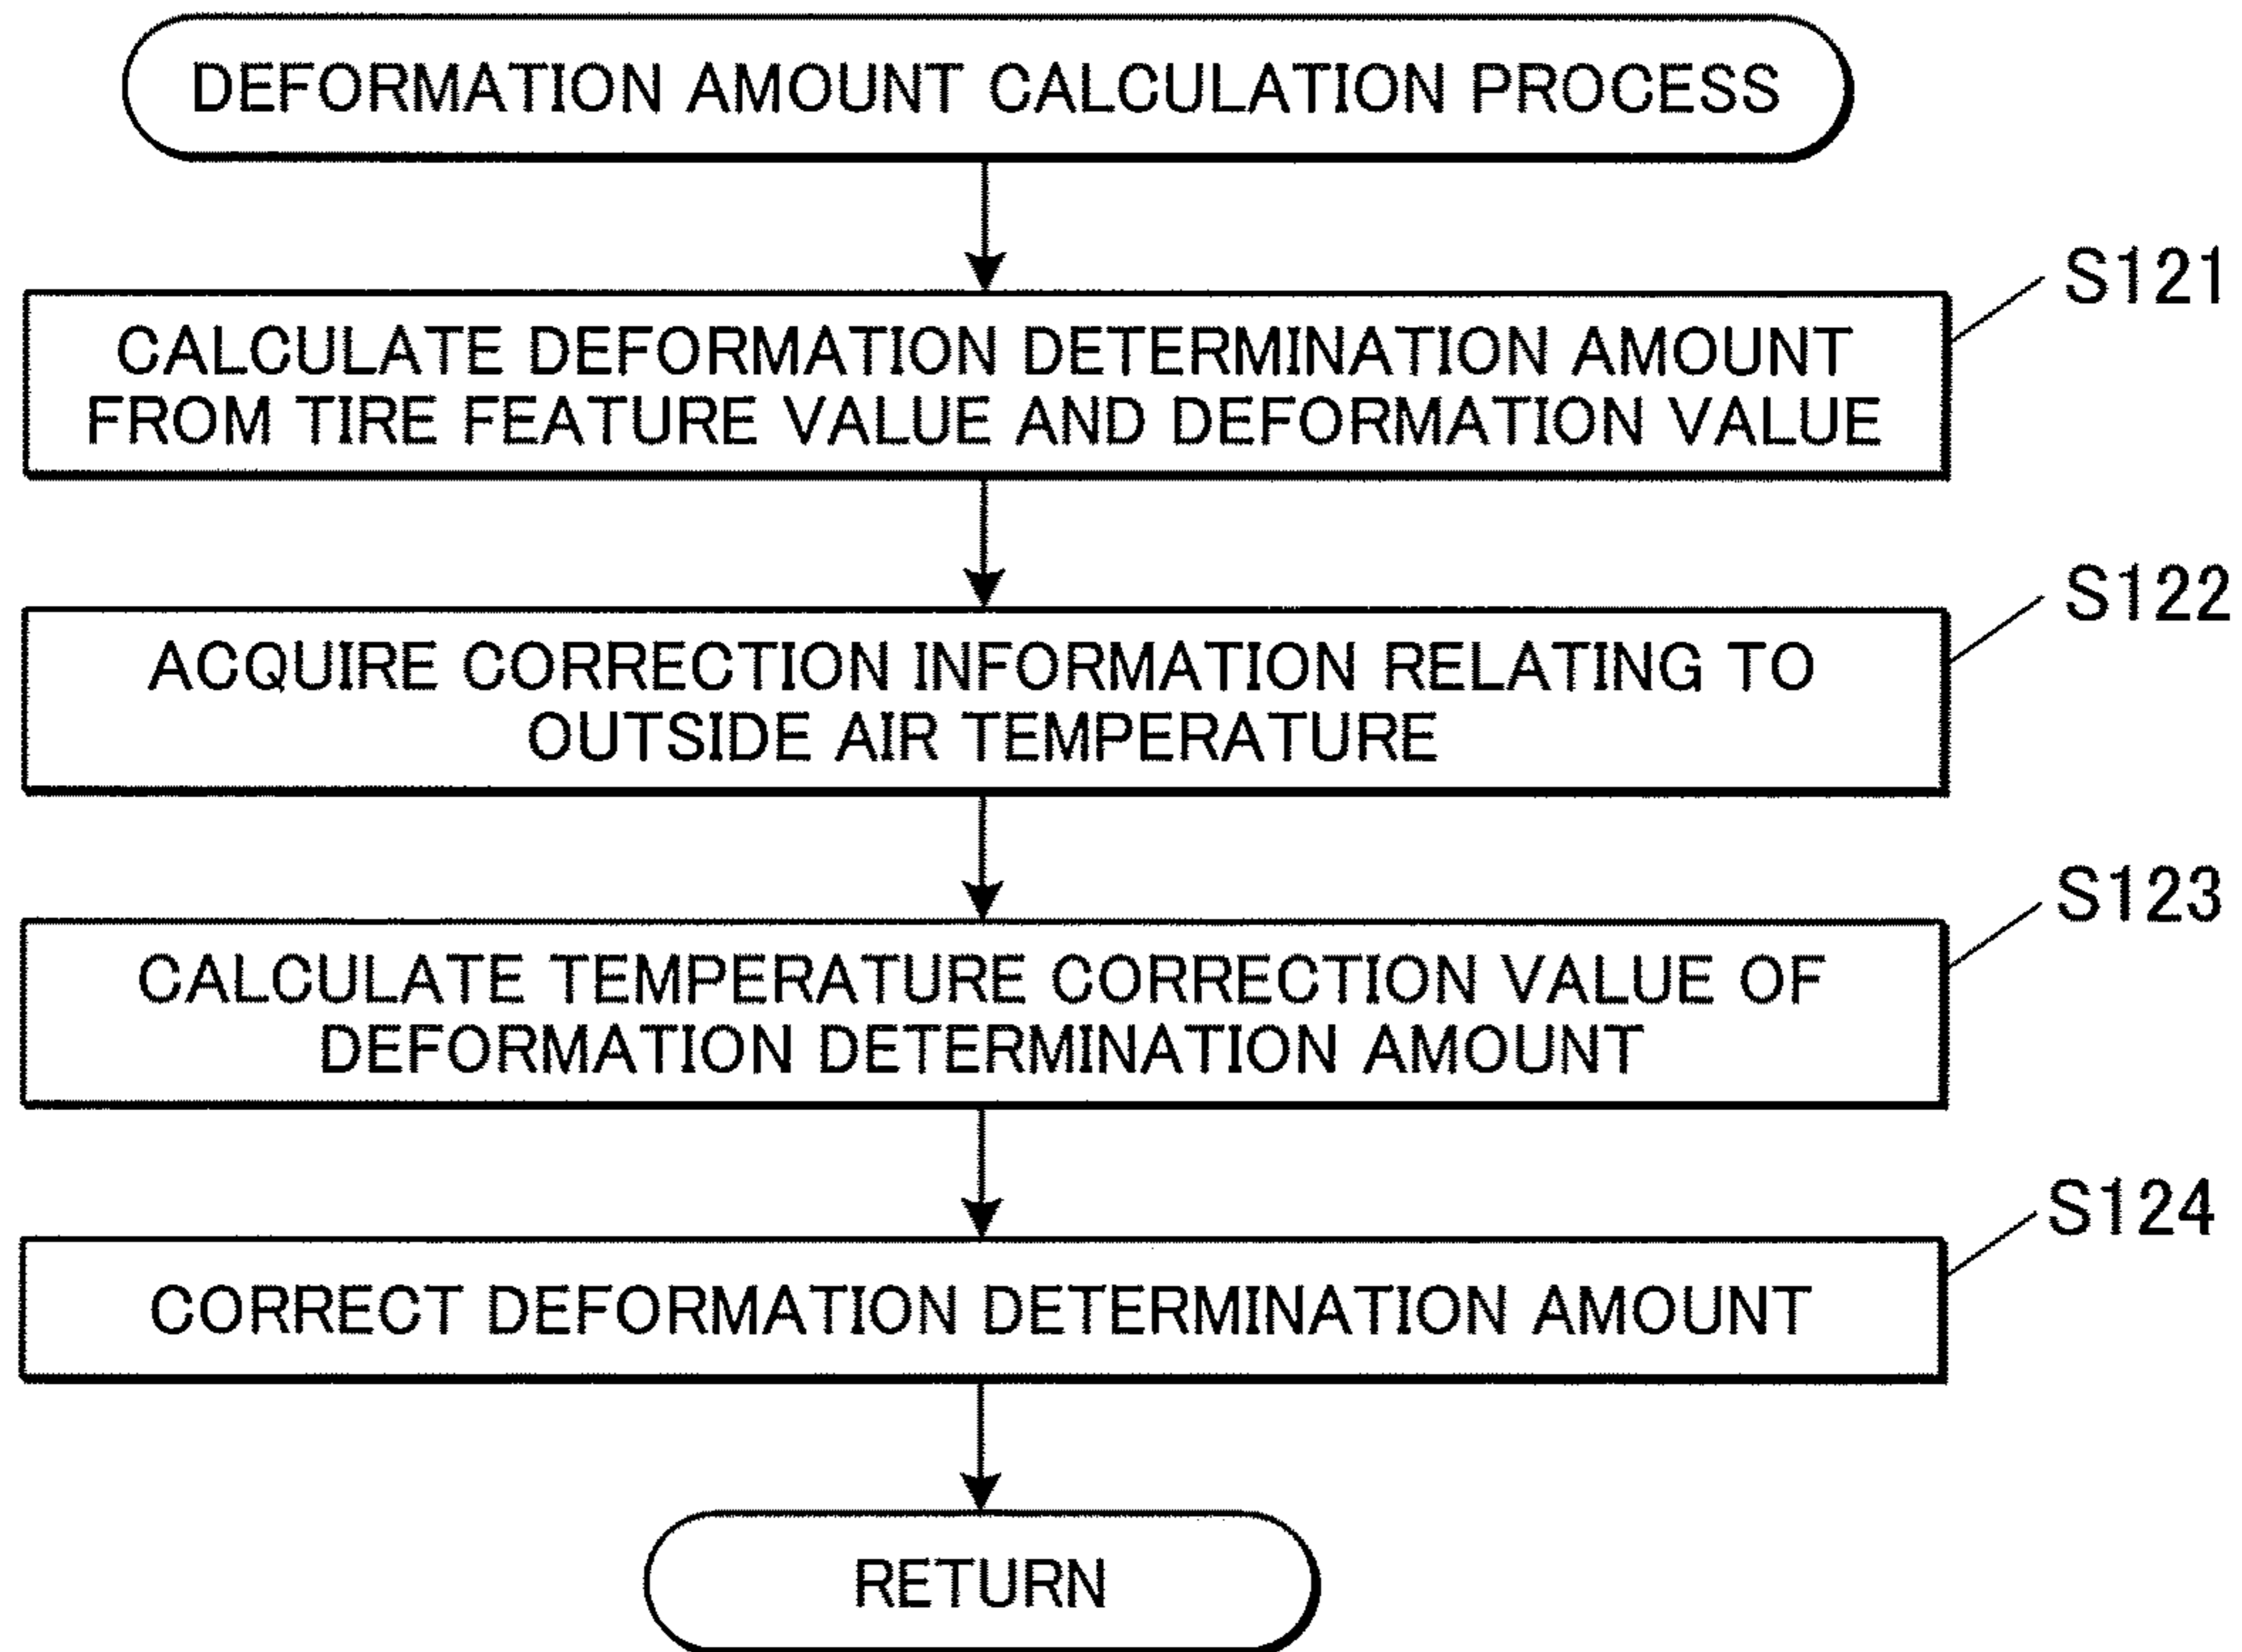 DEFORMATION AMOUNT CALCULATION PROCESS
S121
CALCULATE DEFORMATION DETERMINATION AMOUNT
FROM TIRE FEATURE VALUE AND DEFORMATION VALUE
S122
ACQUIRE CORRECTION INFORMATION RELATING TO
OUTSIDE AIR TEMPERATURE
S123
CALCULATE TEMPERATURE CORRECTION VALUE OF
DEFORMATION DETERMINATION AMOUNT
S124
CORRECT DEFORMATION DETERMINATION AMOUNT
RETURN